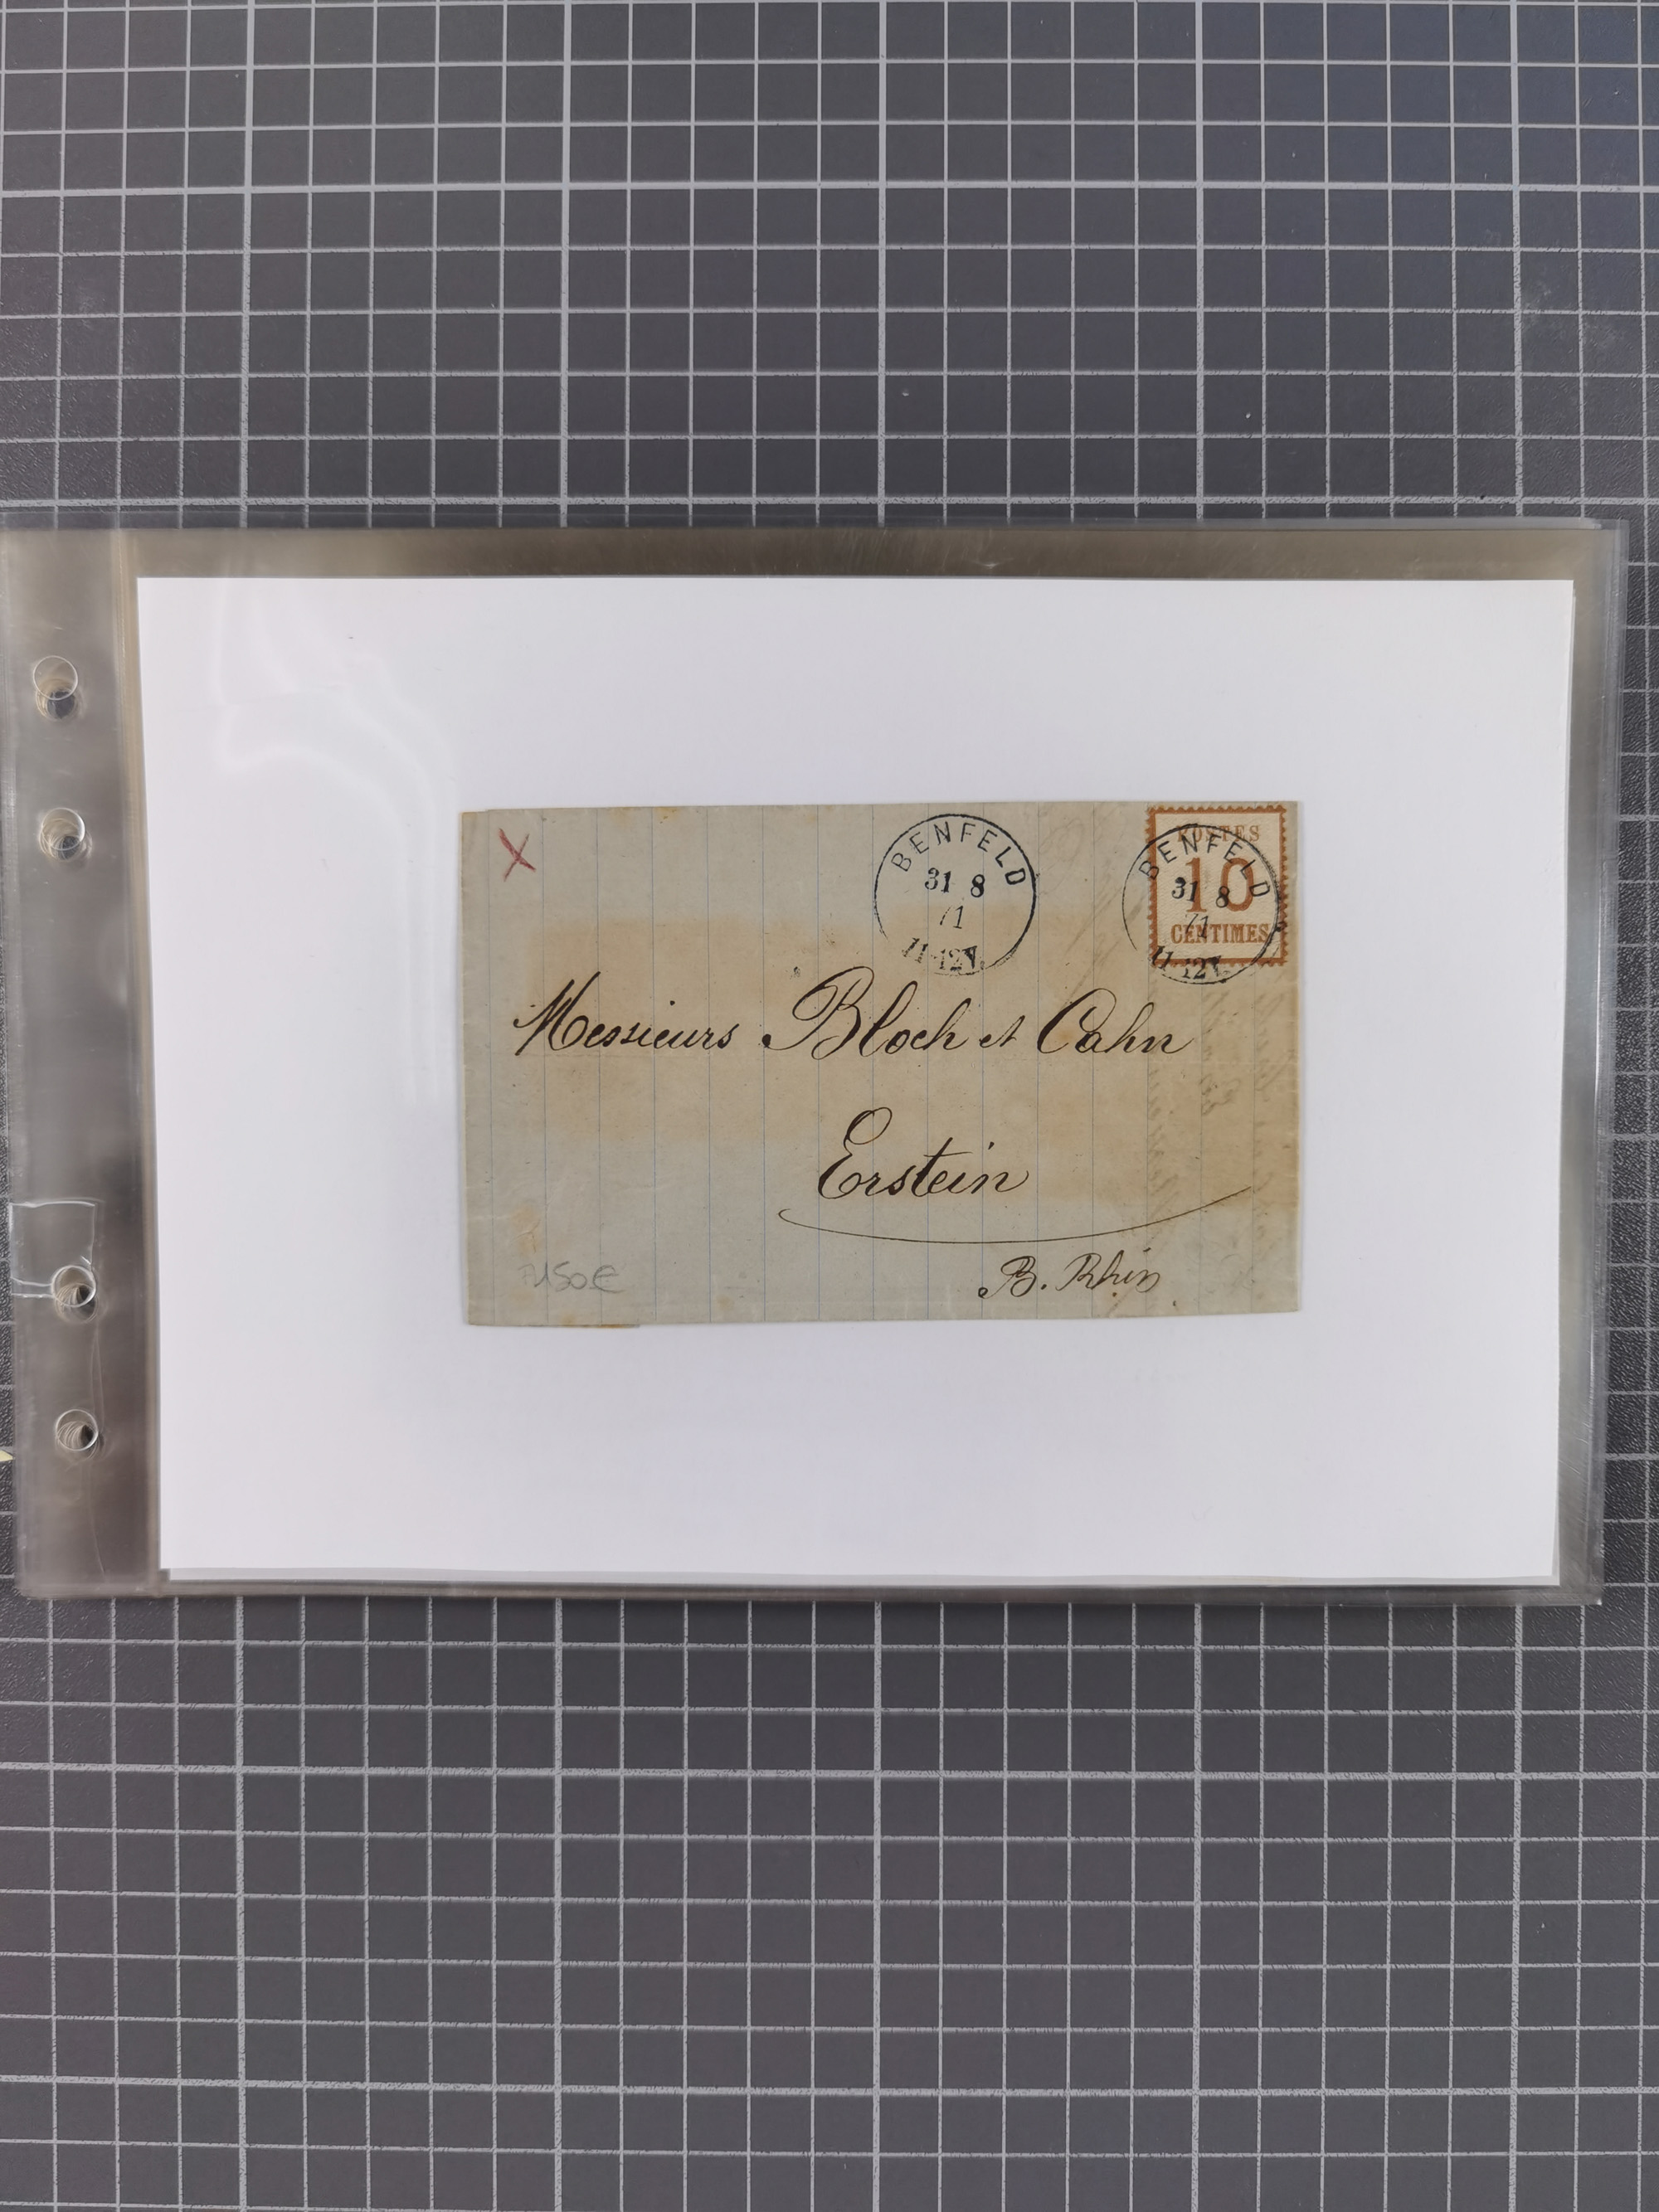 BENFELD
31 8
71
11-12V.
POSTES
10
CENTIMES
BENFELD
31 8
71
11-12V.
Messieurs Bloch et Cahn
Erstein
B. Rhin
150€